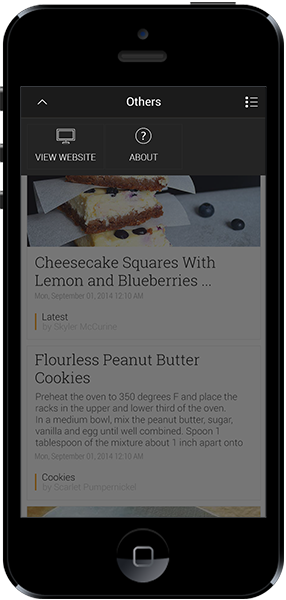 Others
VIEW WEBSITE
ABOUT
Cheesecake Squares With
Lemon and Blueberries ...
Mon, September 01, 2014 12:10 AM
Latest
by Skyler McCurine
Flourless Peanut Butter
Cookies
Preheat the oven to 350 degrees F and place the
racks in the upper and lower third of the oven.
In a medium bowl, mix the peanut butter, sugar,
vanilla and egg until well combined. Spoon 1
tablespoon of the mixture about 1 inch apart onto
Mon, September 01, 2014 12:10 AM
Cookies
by Scarlet Pumpernickel